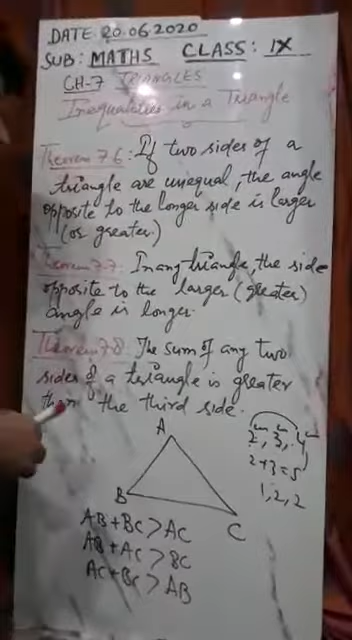 DATE 20.06.2020
SUB: MATHS CLASS: IX
CH-7 TRIANGLES
Inequalities in a Triangle
Theorem 7.6: If two sides of a
triangle are unequal, the angle
opposite to the longer side is larger
(or greater)
Theorem 7.7: In any triangle, the side
opposite to the larger (greater)
angle is longer.
Theorem 7.8: The sum of any two
sides of a triangle is greater
than the third side.
2, 3, 4
2+3=5
1, 2, 2
A
B
C
AB+BC>AC
AB+AC>BC
AC+BC>AB